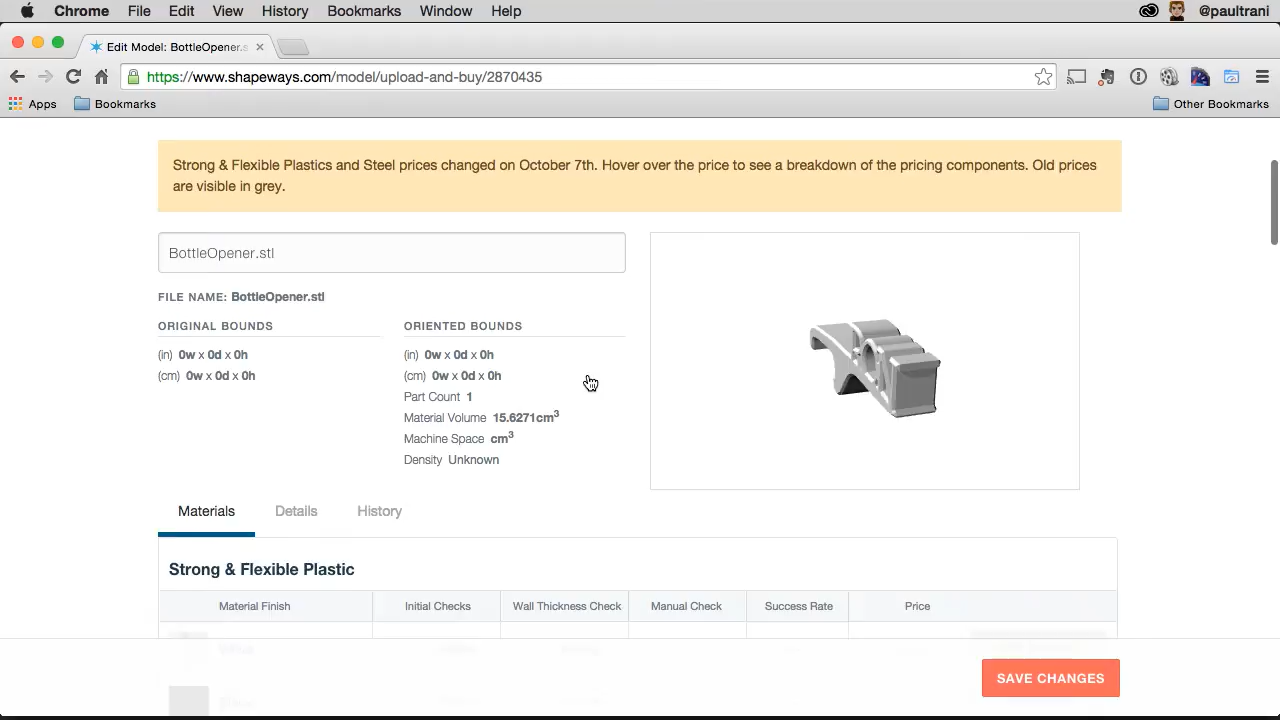 Chrome File Edit View History Bookmarks Window Help @paultrani
Edit Model: BottleOpener.s
https://www.shapeways.com/model/upload-and-buy/2870435
Apps Bookmarks Other Bookmarks
Strong & Flexible Plastics and Steel prices changed on October 7th. Hover over the price to see a breakdown of the pricing components. Old prices
are visible in grey.
BottleOpener.stl
FILE NAME: BottleOpener.stl
ORIGINAL BOUNDS
(in) 0w x 0d x 0h
(cm) 0w x 0d x 0h
ORIENTED BOUNDS
(in) 0w x 0d x 0h
(cm) 0w x 0d x 0h
Part Count 1
Material Volume 15.6271cm³
Machine Space cm³
Density Unknown
Materials Details History
Strong & Flexible Plastic
Material Finish Initial Checks Wall Thickness Check Manual Check Success Rate Price
SAVE CHANGES